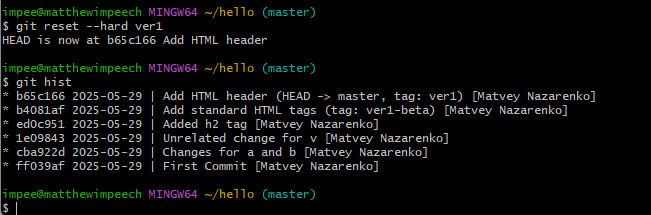 impee@matthewimpeech MINGW64 ~/hello (master)
$ git reset --hard ver1
HEAD is now at b65c166 Add HTML header
impee@matthewimpeech MINGW64 ~/hello (master)
$ git hist
* b65c166 2025-05-29 | Add HTML header (HEAD -> master, tag: ver1) [Matvey Nazarenko]
* b4081af 2025-05-29 | Add standard HTML tags (tag: ver1-beta) [Matvey Nazarenko]
* ed0c951 2025-05-29 | Added h2 tag [Matvey Nazarenko]
* 1e09843 2025-05-29 | Unrelated change for v [Matvey Nazarenko]
* cba922d 2025-05-29 | Changes for a and b [Matvey Nazarenko]
* ff039af 2025-05-29 | First Commit [Matvey Nazarenko]
impee@matthewimpeech MINGW64 ~/hello (master)
$